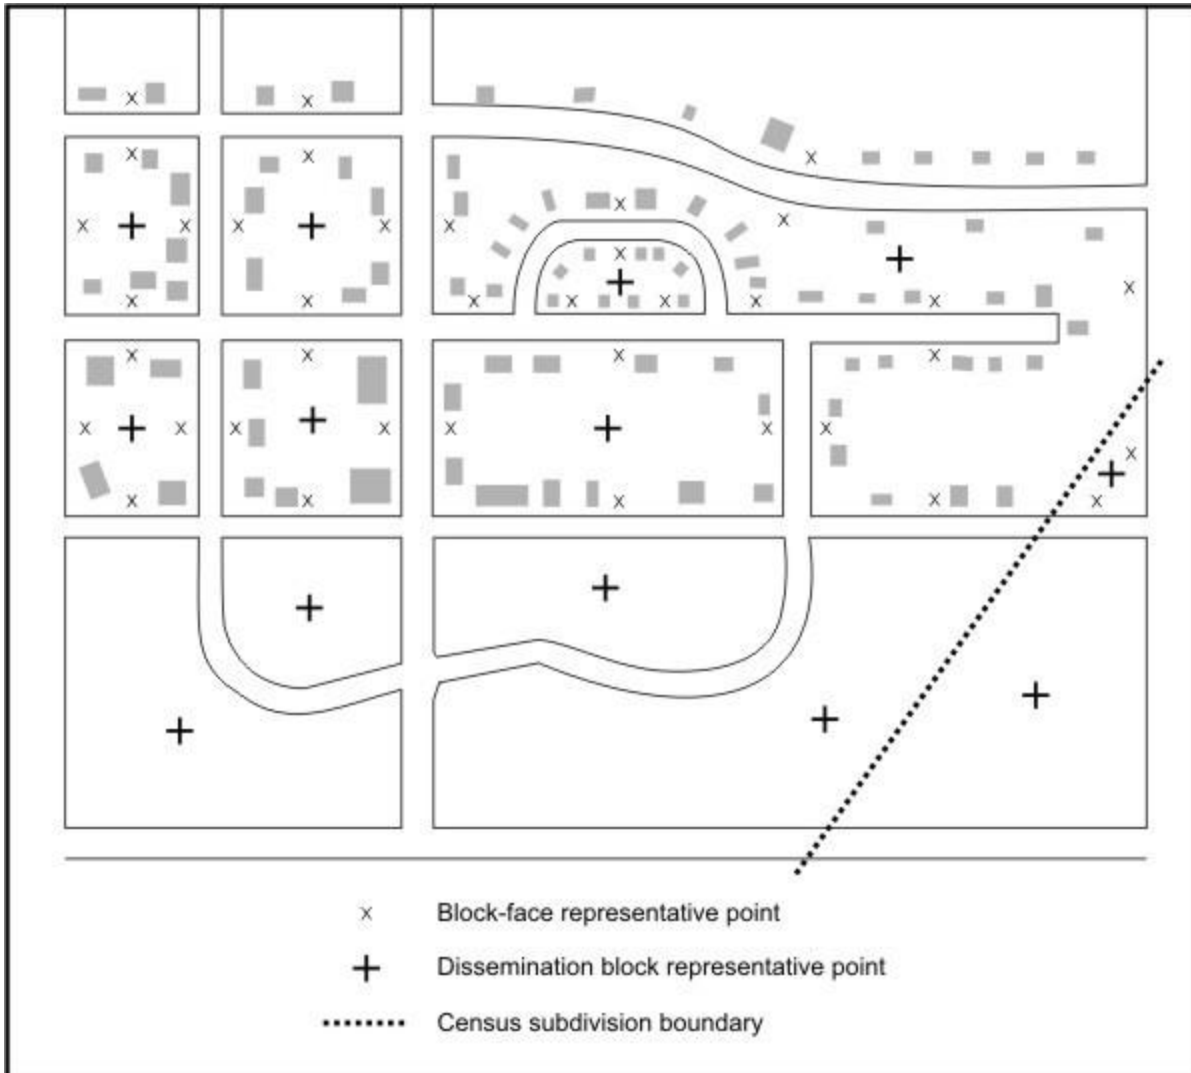 Block-face representative point
Dissemination block representative point
Census subdivision boundary